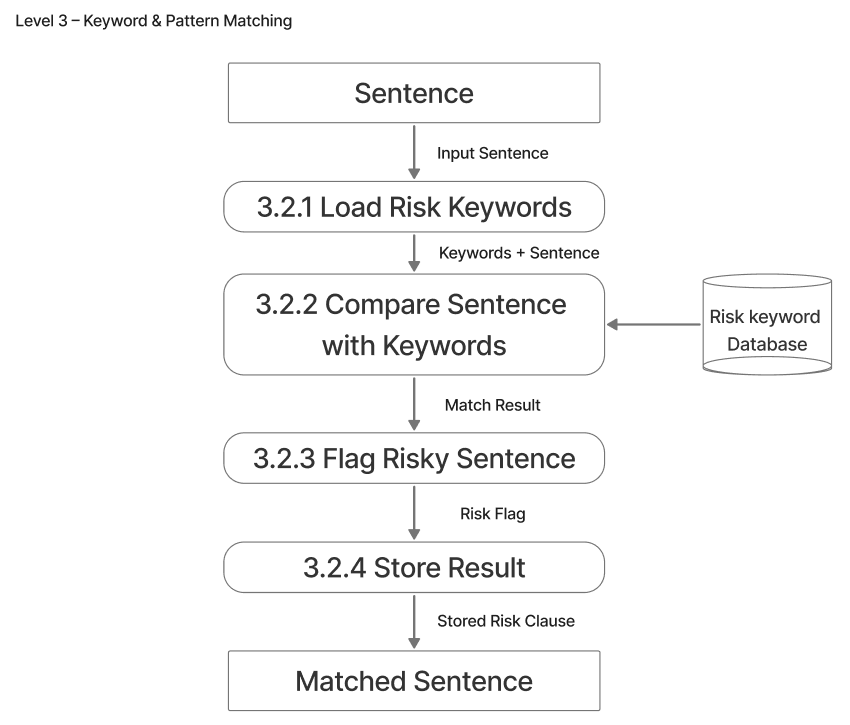 Level 3 – Keyword & Pattern Matching
Sentence
Input Sentence
3.2.1 Load Risk Keywords
Keywords + Sentence
3.2.2 Compare Sentence
with Keywords
Risk keyword
Database
Match Result
3.2.3 Flag Risky Sentence
Risk Flag
3.2.4 Store Result
Stored Risk Clause
Matched Sentence